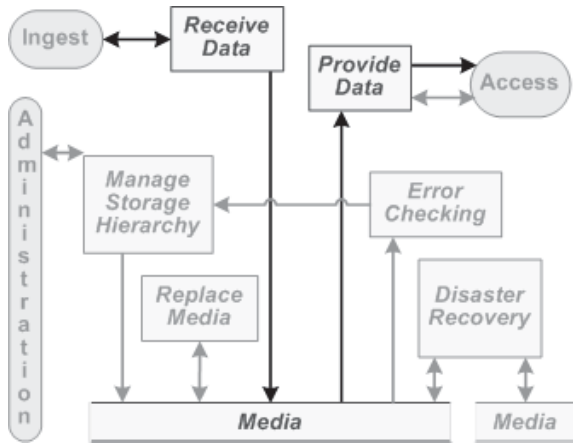 Ingest
Receive
Data
Provide
Data
Access
Administration
Manage
Storage
Hierarchy
Error
Checking
Replace
Media
Disaster
Recovery
Media
Media